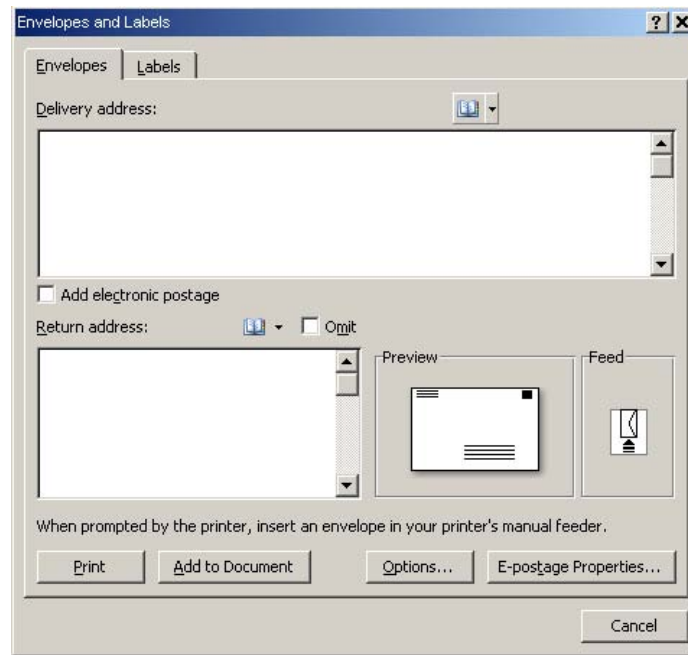 Envelopes and Labels
Envelopes Labels
Delivery address:
Add electronic postage
Return address: Omit
Preview Feed
When prompted by the printer, insert an envelope in your printer's manual feeder.
Print Add to Document Options... E-postage Properties...
Cancel